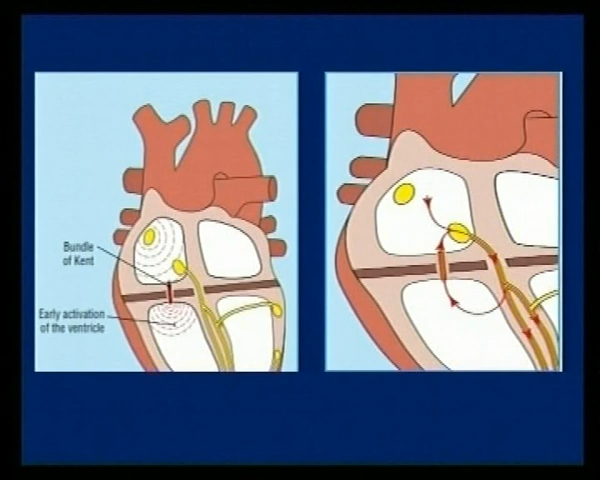 Bundle
of Kent
Early activation
of the ventricle